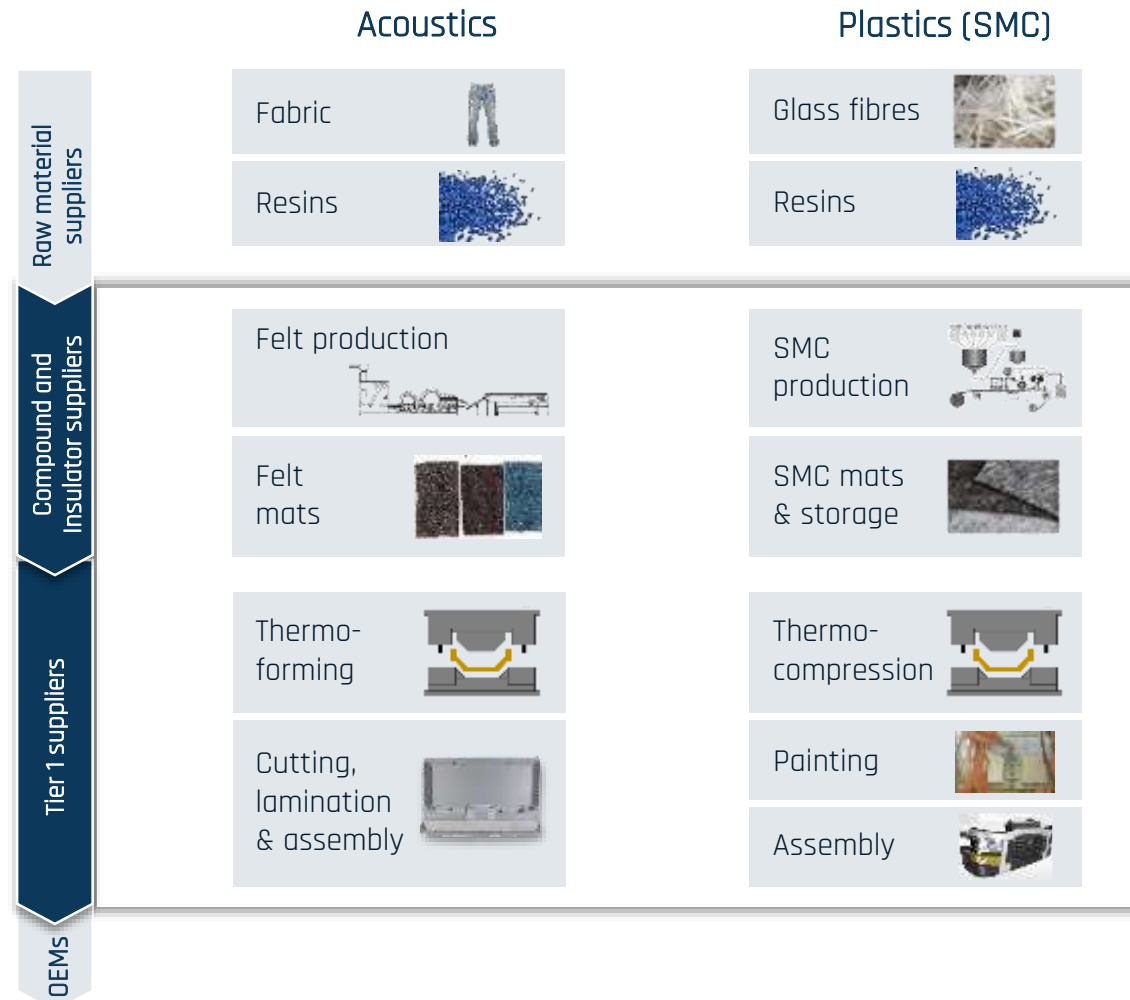 Acoustics
Plastics (SMC)
Raw material
suppliers
Fabric
Glass fibres
Resins
Resins
Compound and
Insulator suppliers
Felt production
SMC
production
Felt
mats
SMC mats
& storage
Tier 1 suppliers
Thermo-
forming
Thermo-
compression
Cutting,
lamination
& assembly
Painting
Assembly
OEMs